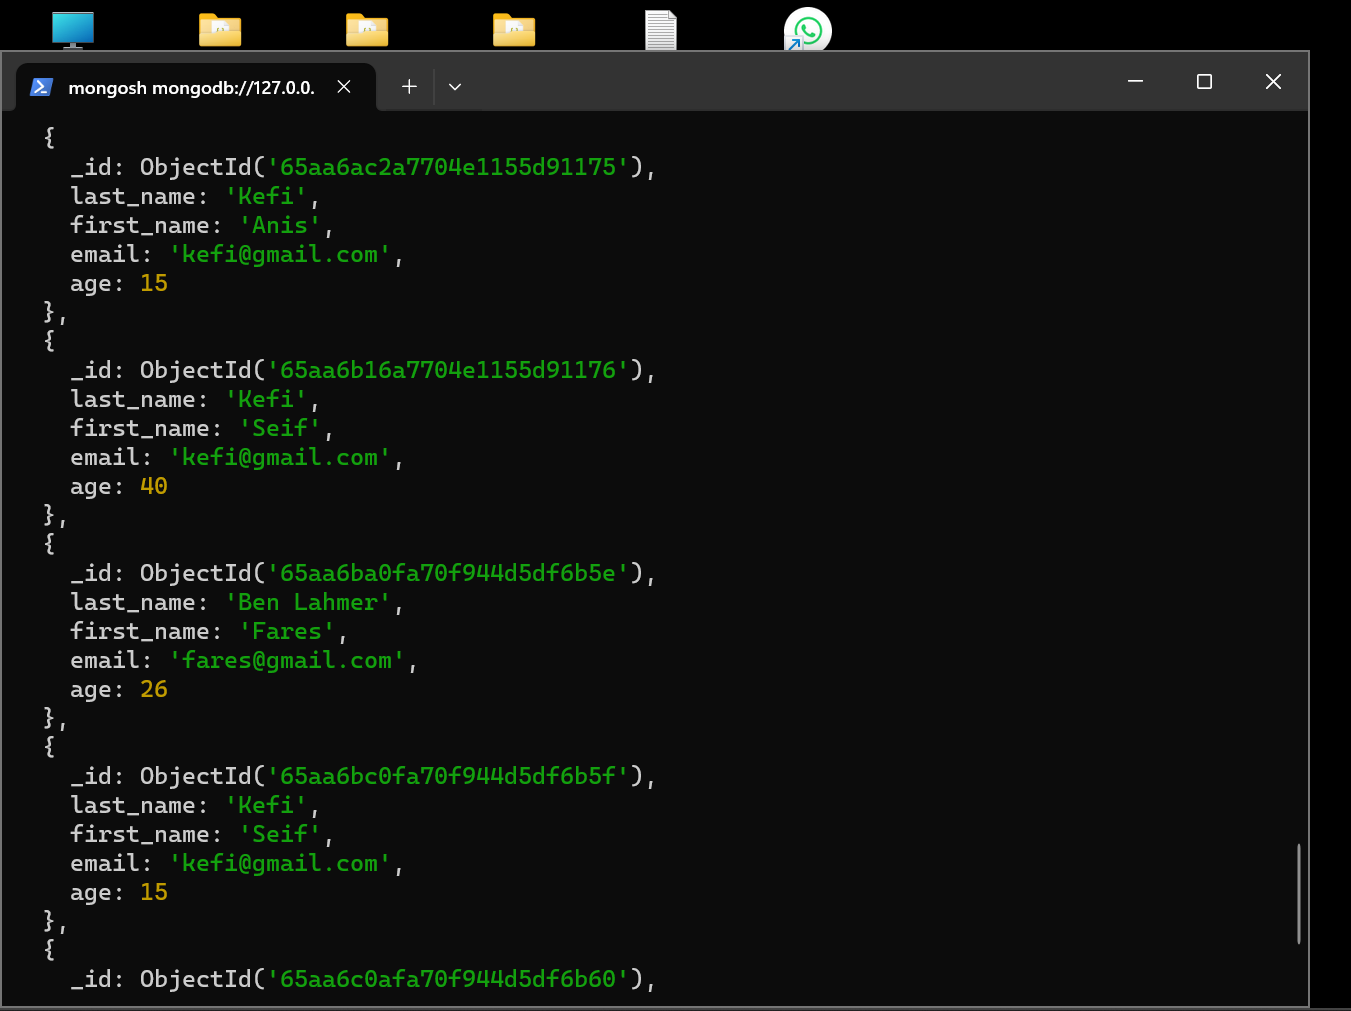 mongosh mongodb://127.0.0.
{
_id: ObjectId('65aa6ac2a7704e1155d91175'),
last_name: 'Kefi',
first_name: 'Anis',
email: 'kefi@gmail.com',
age: 15
},
{
_id: ObjectId('65aa6b16a7704e1155d91176'),
last_name: 'Kefi',
first_name: 'Seif',
email: 'kefi@gmail.com',
age: 40
},
{
_id: ObjectId('65aa6ba0fa70f944d5df6b5e'),
last_name: 'Ben Lahmer',
first_name: 'Fares',
email: 'fares@gmail.com',
age: 26
},
{
_id: ObjectId('65aa6bc0fa70f944d5df6b5f'),
last_name: 'Kefi',
first_name: 'Seif',
email: 'kefi@gmail.com',
age: 15
},
{
_id: ObjectId('65aa6c0afa70f944d5df6b60'),